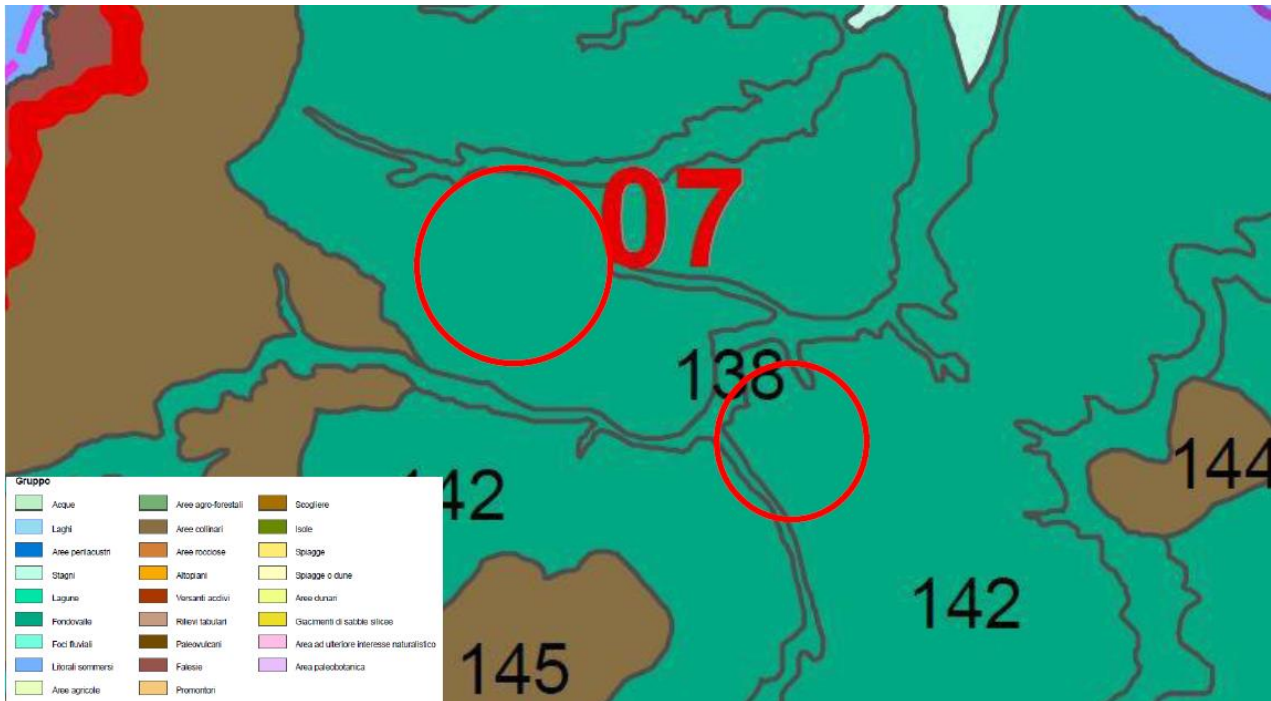 07
138
144
142
142
145
Gruppo
Acque
Laghi
Aree perilacustri
Stagni
Lagune
Fondovalle
Foci fluviali
Litorali sommersi
Aree agricole
Aree agro-forestali
Aree collinari
Aree rocciose
Altopiani
Versanti acclivi
Rilievi tabulari
Paleovulcani
Falesie
Promontori
Scogliere
Isole
Spiagge
Spiagge o dune
Aree dunari
Giacimenti di sabbie silicee
Area ad ulteriore interesse naturalistico
Area paleobotanica